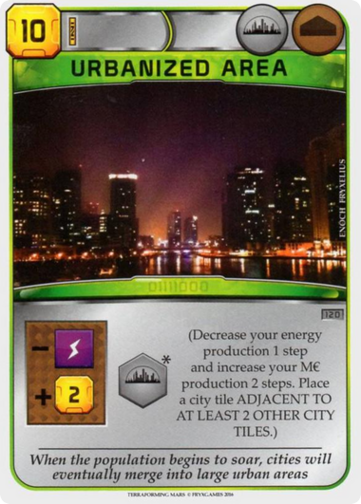 10
URBANIZED AREA
ENOCH FRYXELIUS
0111000
120
-
+ 2
*
(Decrease your energy
production 1 step
and increase your M€
production 2 steps. Place
a city tile ADJACENT TO
AT LEAST 2 OTHER CITY
TILES.)
When the population begins to soar, cities will
eventually merge into large urban areas
TERRAFORMING MARS © FRYXGAMES 2016